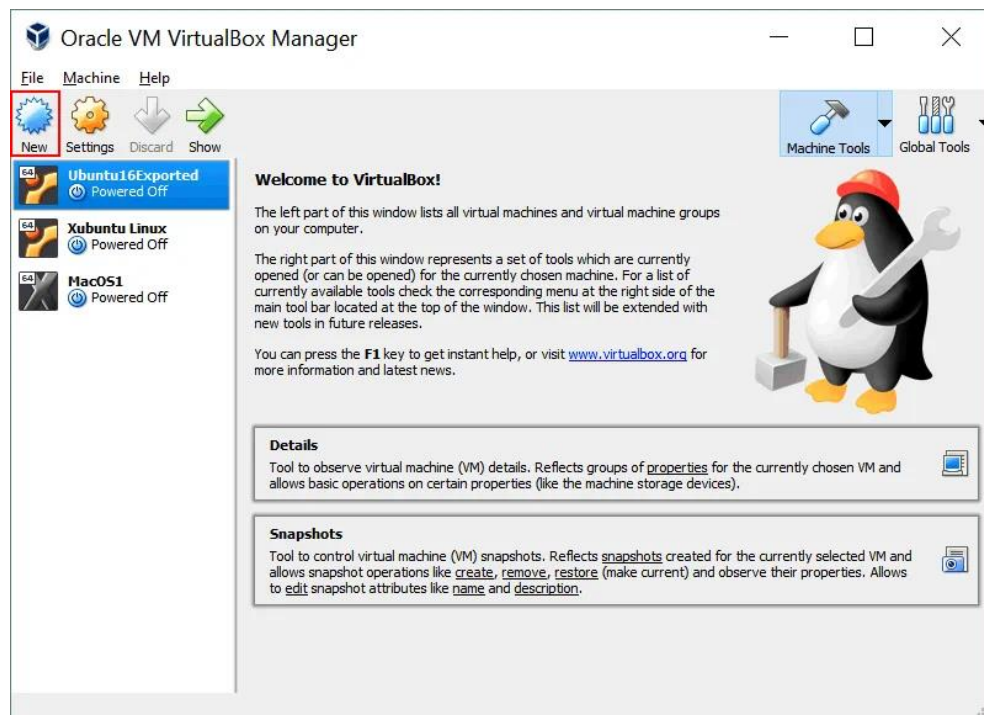 Oracle VM VirtualBox Manager
File Machine Help
New Settings Discard Show
Machine Tools Global Tools
64 Ubuntu16Exported
Powered Off
64 Xubuntu Linux
Powered Off
64 MacOS1
Powered Off
Welcome to VirtualBox!
The left part of this window lists all virtual machines and virtual machine groups
on your computer.
The right part of this window represents a set of tools which are currently
opened (or can be opened) for the currently chosen machine. For a list of
currently available tools check the corresponding menu at the right side of the
main tool bar located at the top of the window. This list will be extended with
new tools in future releases.
You can press the F1 key to get instant help, or visit www.virtualbox.org for
more information and latest news.
Details
Tool to observe virtual machine (VM) details. Reflects groups of properties for the currently chosen VM and
allows basic operations on certain properties (like the machine storage devices).
Snapshots
Tool to control virtual machine (VM) snapshots. Reflects snapshots created for the currently selected VM and
allows snapshot operations like create, remove, restore (make current) and observe their properties. Allows
to edit snapshot attributes like name and description.